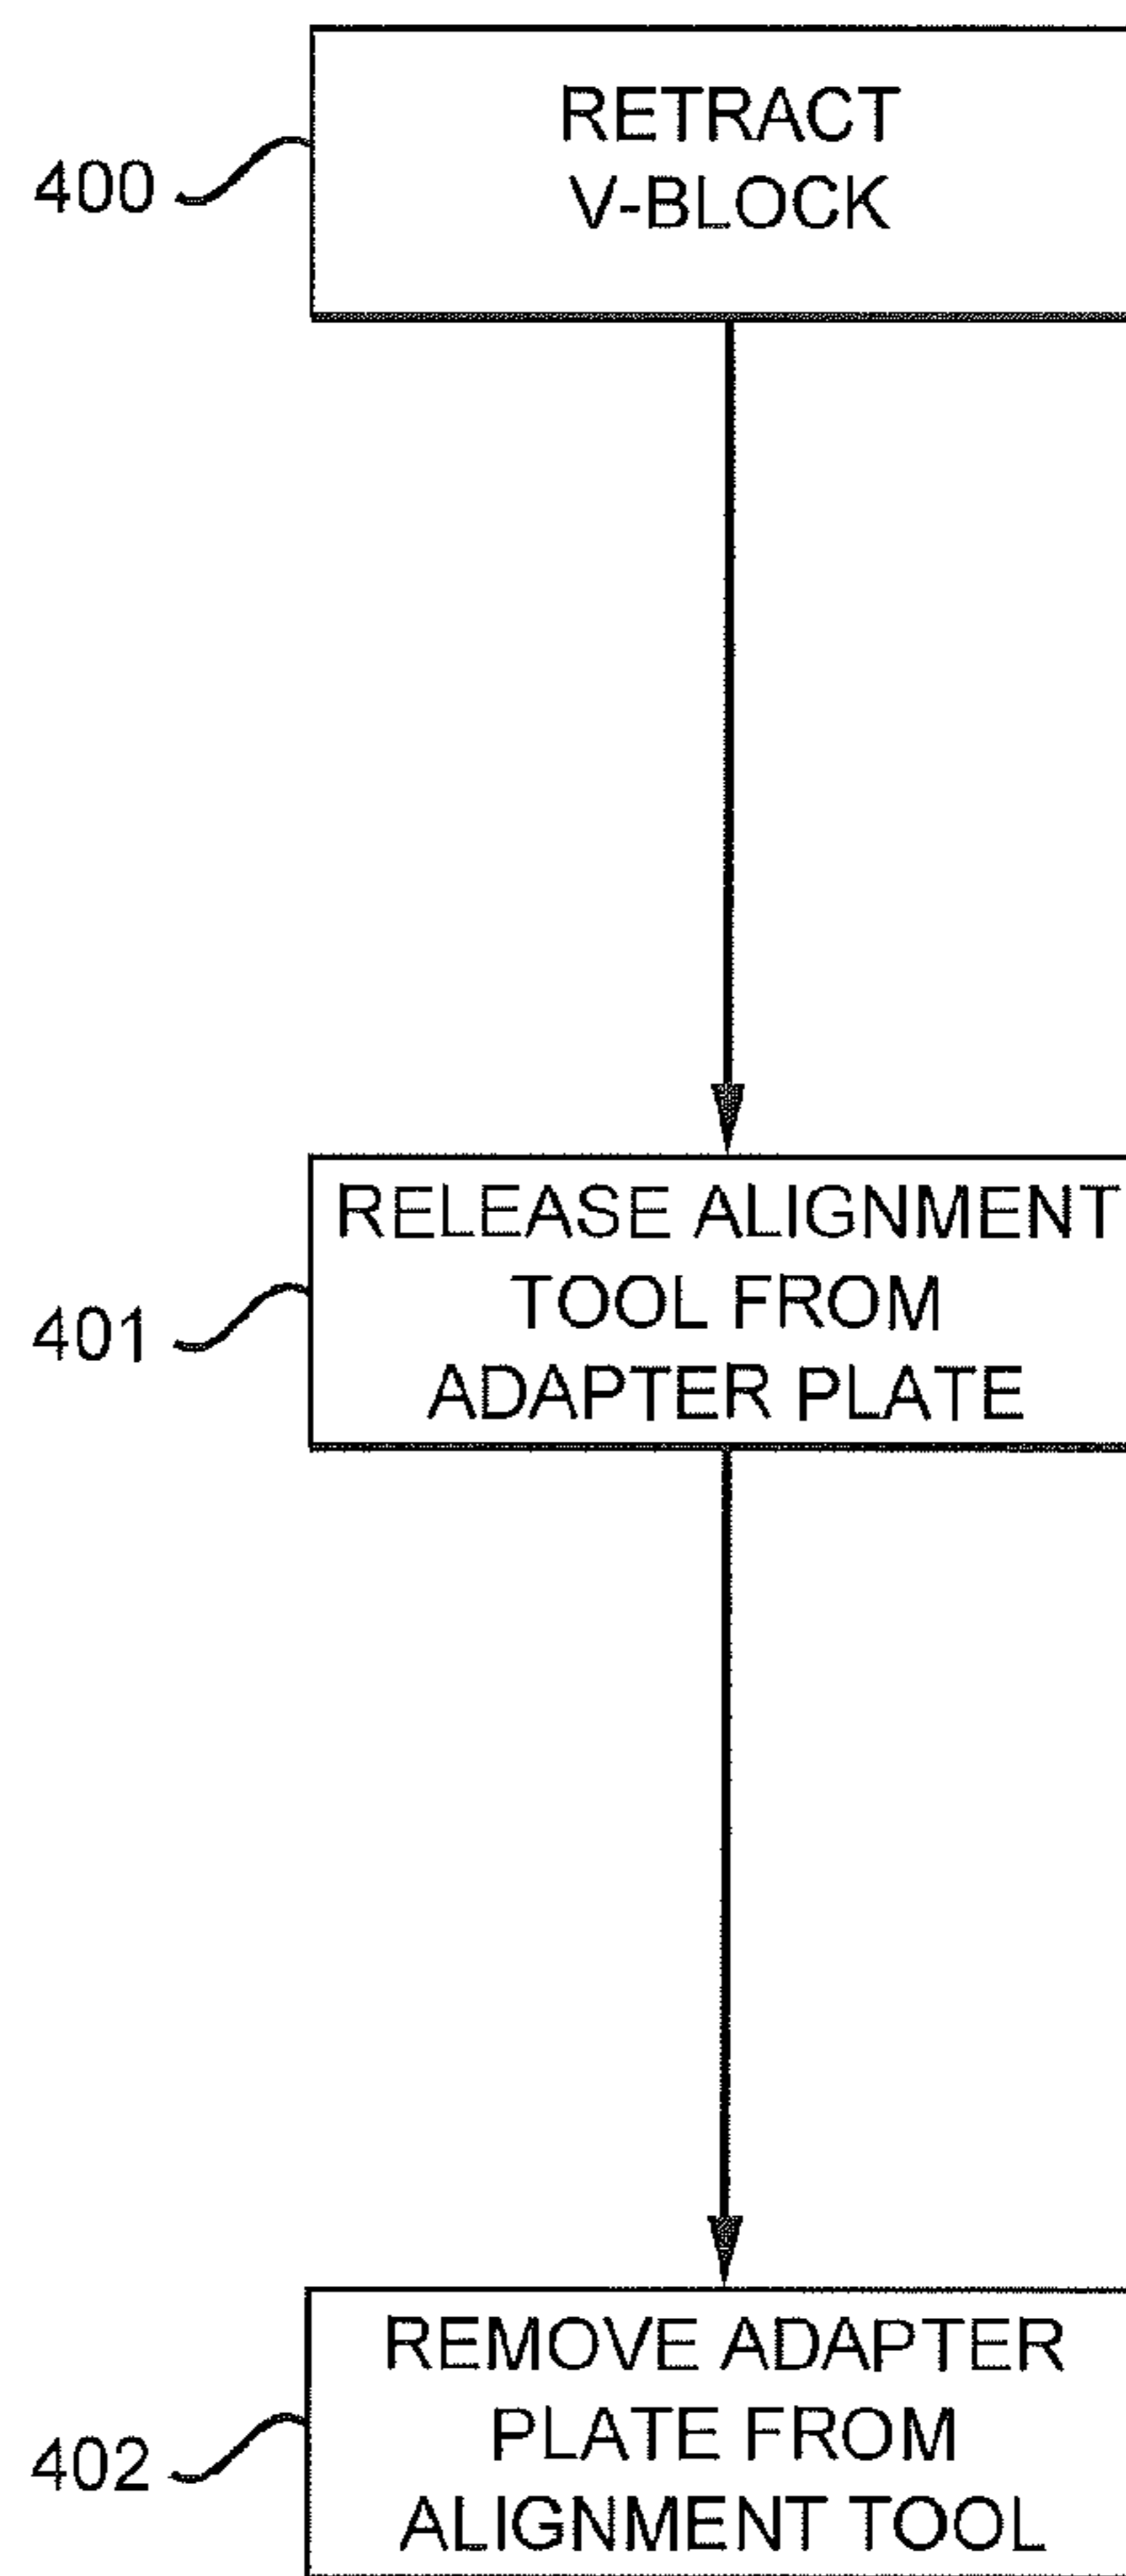 RETRACT
V-BLOCK
400
RELEASE ALIGNMENT
TOOL FROM
ADAPTER PLATE
401
REMOVE ADAPTER
PLATE FROM
ALIGNMENT TOOL
402